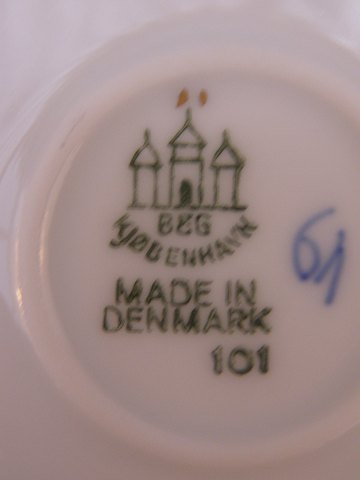 B&G
KJØBENHAVN
MADE IN
DENMARK
101
61